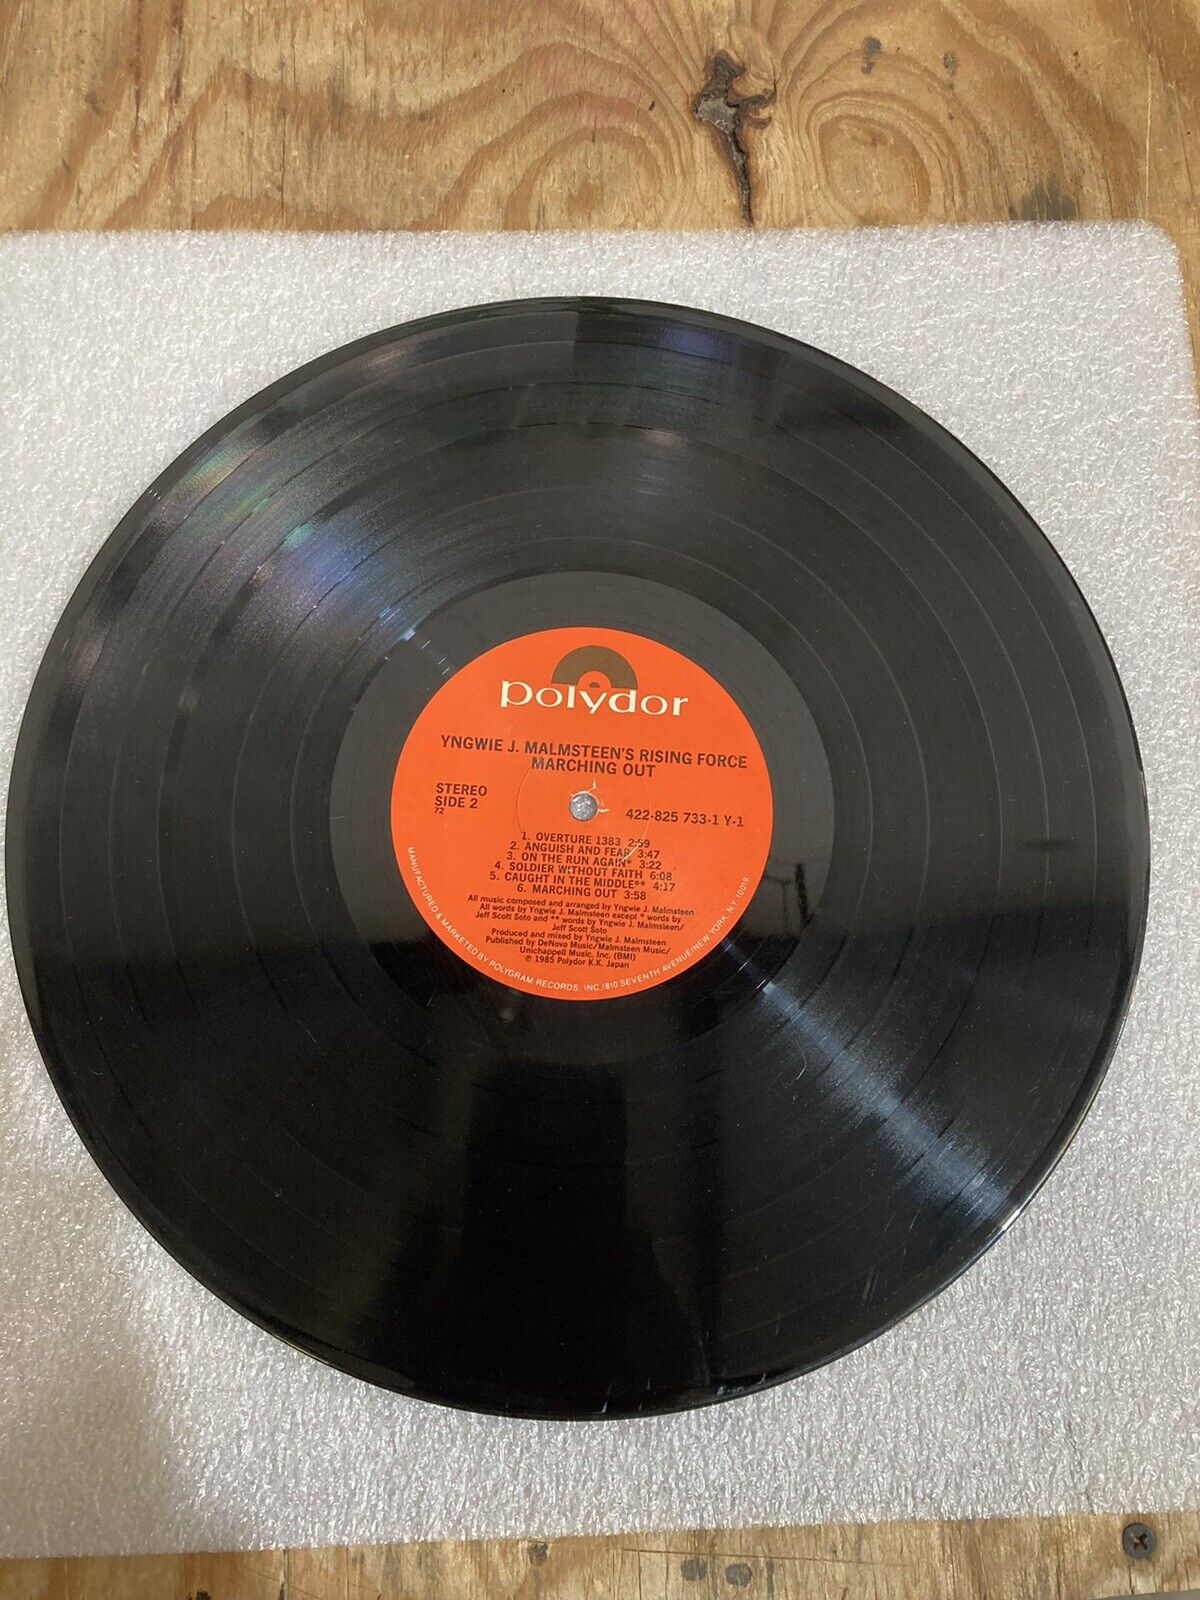 polydor
YNGWIE J. MALMSTEEN'S RISING FORCE
MARCHING OUT
STEREO
SIDE 2
72
422-825 733-1 Y-1
1. OVERTURE 1383 2:59
2. ANGUISH AND FEAR 3:47
3. ON THE RUN AGAIN* 3:22
4. SOLDIER WITHOUT FAITH 6:08
5. CAUGHT IN THE MIDDLE** 4:17
6. MARCHING OUT 3:58
All music composed and arranged by Yngwie J. Malmsteen
All words by Yngwie J. Malmsteen except * words by
Jeff Scott Soto and ** words by Yngwie J. Malmsteen/
Jeff Scott Soto
Produced and mixed by Yngwie J. Malmsteen
Published by DeNovo Music/Malmsteen Music/
Unichappell Music, Inc. (BMI)
℗ 1985 Polydor K.K. Japan
MANUFACTURED & MARKETED BY POLYGRAM RECORDS, INC./810 SEVENTH AVENUE/NEW YORK, N.Y. 10019